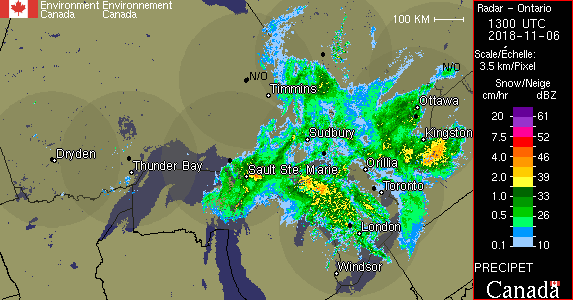 Environment Environnement
Canada Canada
100 KM
N/O
N/O
Timmins
Ottawa
Sudbury
Kingston
Dryden
Thunder Bay
Sault Ste. Marie
Orillia
Toronto
London
Windsor
Radar - Ontario
1300 UTC
2018-11-06
Scale/Échelle:
3.5 km/Pixel
Snow/Neige
cm/hr dBZ
20 61
7.5 52
4.0 46
2.0 39
1.0 33
0.5 26
0.1 10
PRECIPET
Canada